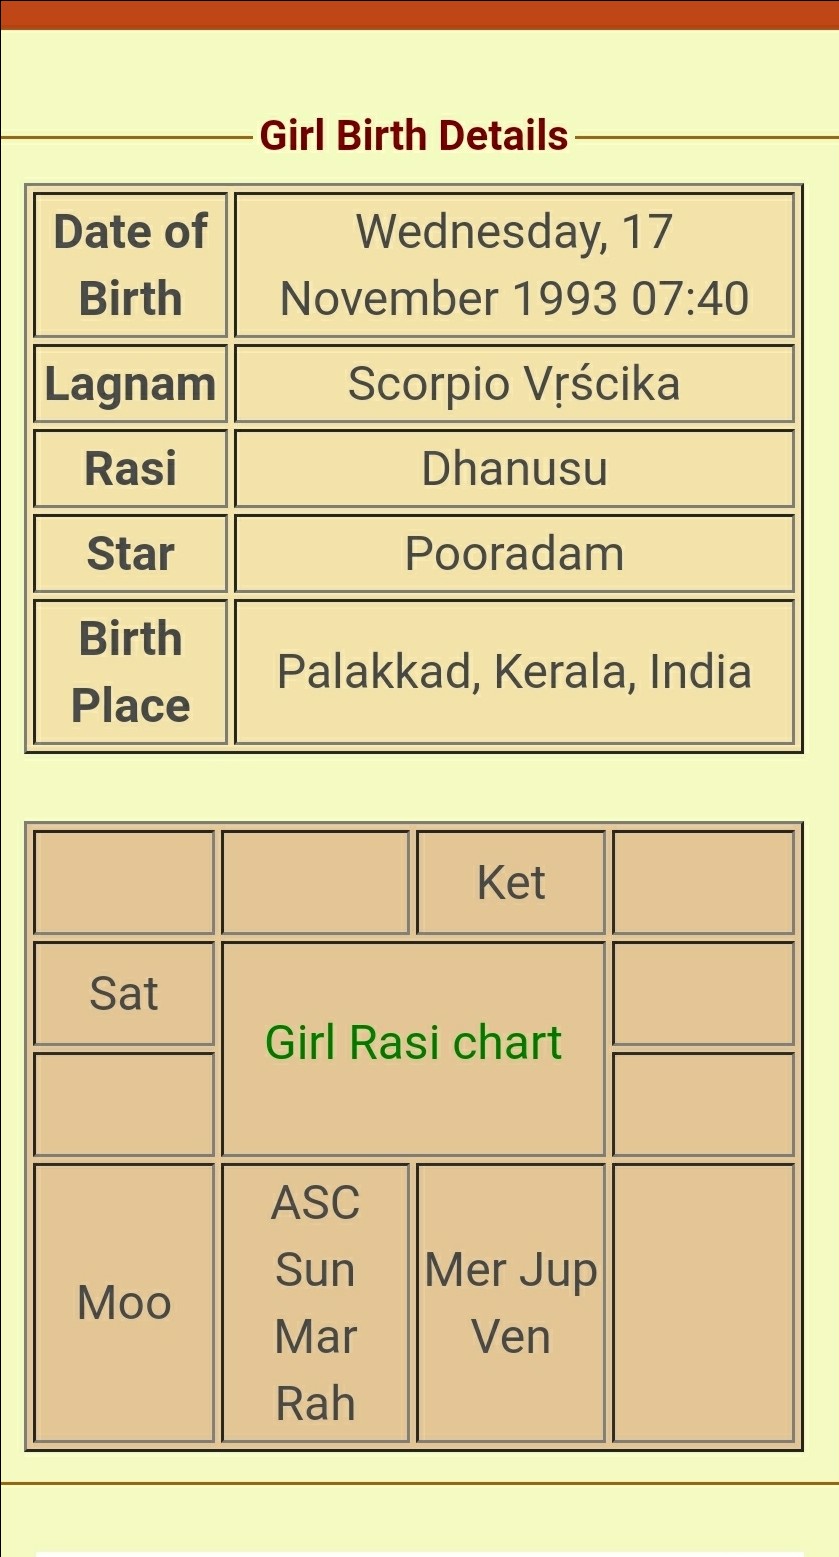 Girl Birth Details
Date of
Birth
Wednesday, 17
November 1993 07:40
Lagnam
Scorpio Vṛścika
Rasi
Dhanusu
Star
Pooradam
Birth
Place
Palakkad, Kerala, India
Ket
Sat
Girl Rasi chart
Moo
ASC
Sun
Mar
Rah
Mer Jup
Ven